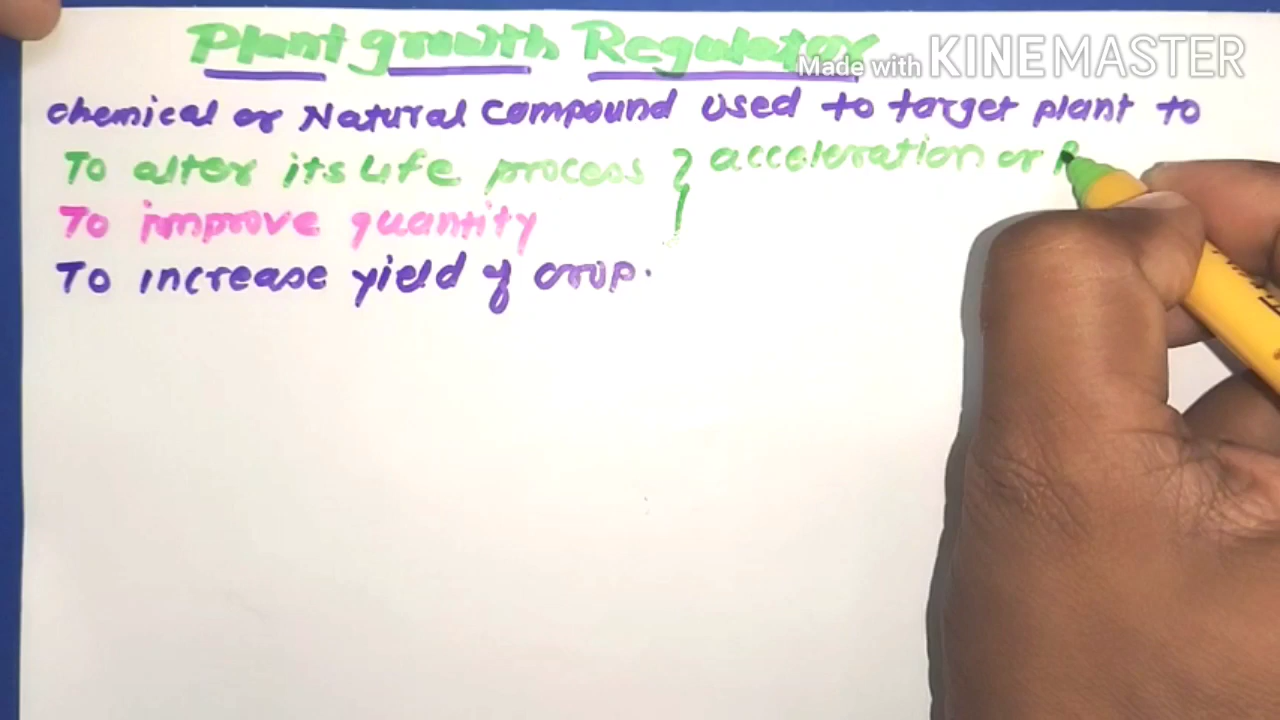 Plant growth Regulator
Made with KINEMASTER
chemical or Natural compound used to target plant to
To alter its Life process } acceleration or
To improve quantity
To increase yield of crop.